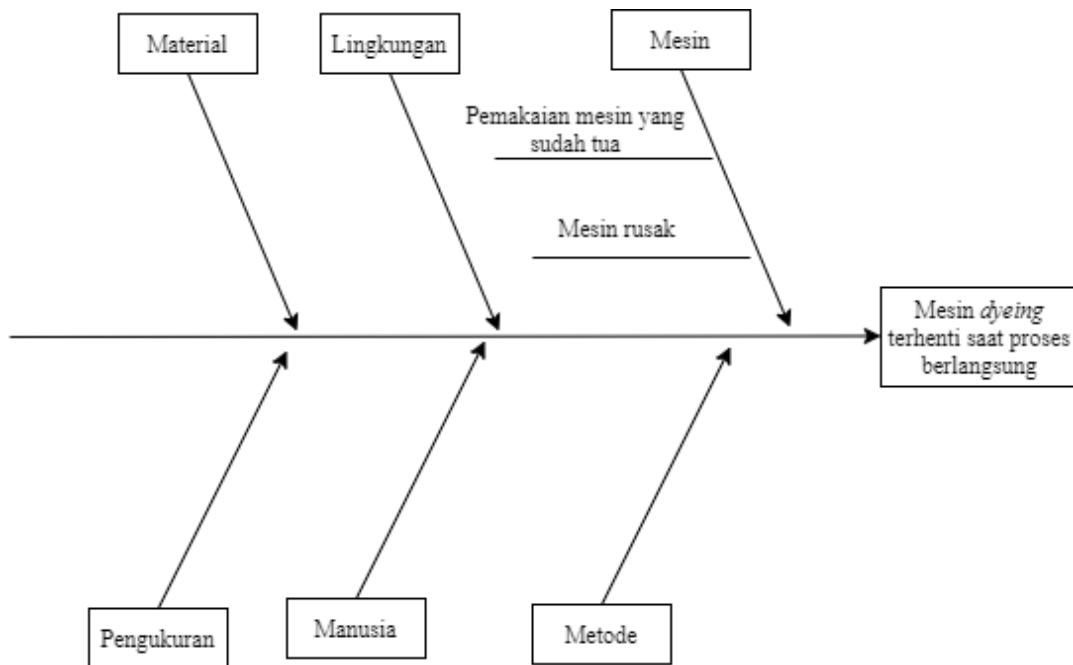 Material
Lingkungan
Mesin
Pemakaian mesin yang
sudah tua
Mesin rusak
Mesin dyeing
terhenti saat proses
berlangsung
Pengukuran
Manusia
Metode